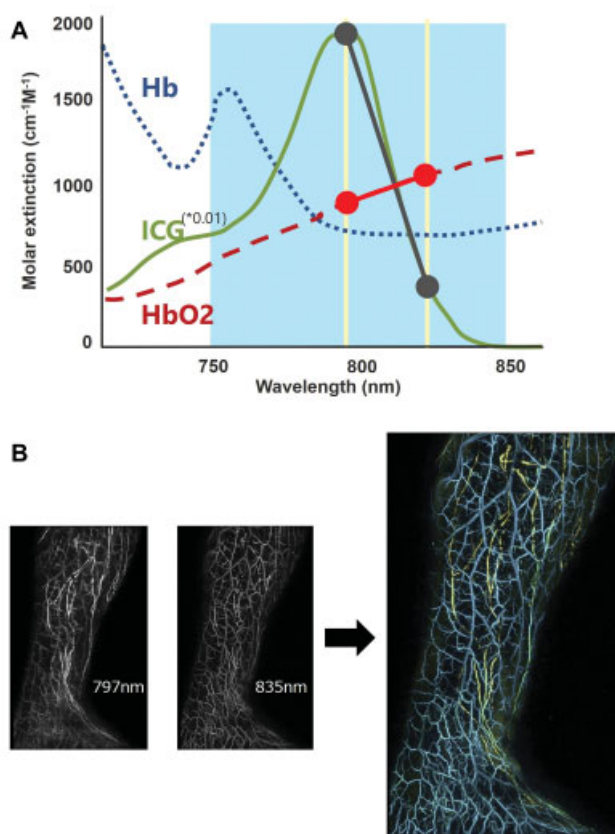 A
Molar extinction (cm⁻¹M⁻¹)
2000
1500
1000
500
0
Hb
ICG (*0.01)
HbO2
750
800
850
Wavelength (nm)
B
797nm
835nm